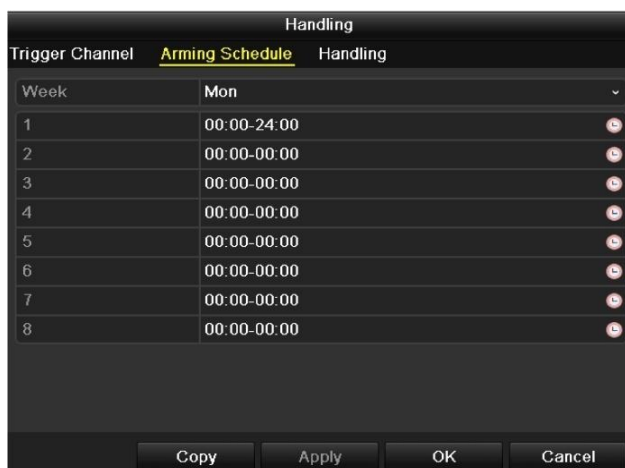 Handling
Trigger Channel Arming Schedule Handling
Week Mon
1 00:00-24:00
2 00:00-00:00
3 00:00-00:00
4 00:00-00:00
5 00:00-00:00
6 00:00-00:00
7 00:00-00:00
8 00:00-00:00
Copy Apply OK Cancel